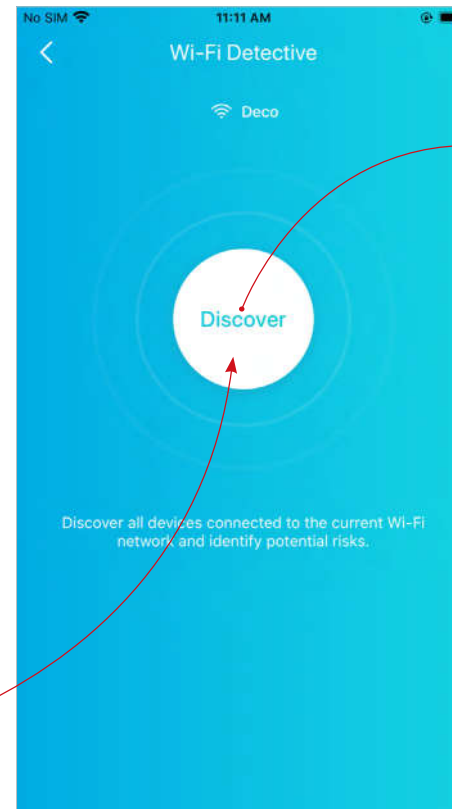 No SIM 11:11 AM
Wi-Fi Detective
Deco
Discover
Discover all devices connected to the current Wi-Fi
network and identify potential risks.